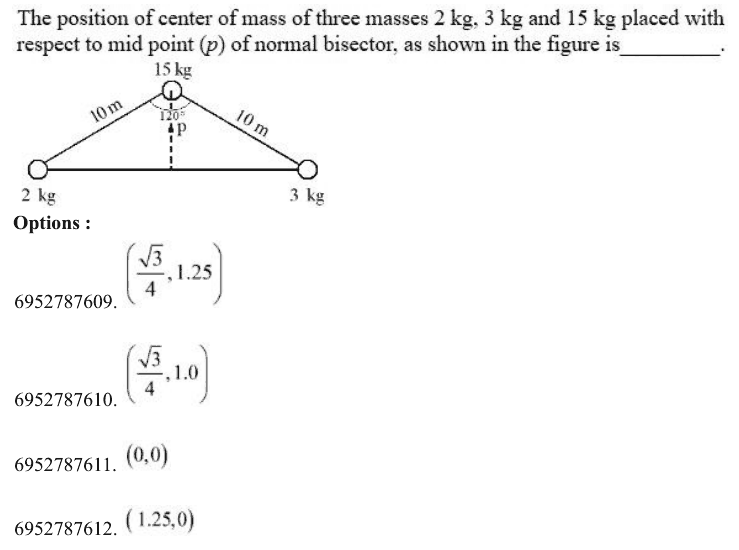 The position of center of mass of three masses 2 kg, 3 kg and 15 kg placed with
respect to mid point (p) of normal bisector, as shown in the figure is_________.
15 kg
10 m
120°
10 m
p
2 kg
3 kg
Options :
6952787609. (√3/4, 1.25)
6952787610. (√3/4, 1.0)
6952787611. (0,0)
6952787612. ( 1.25,0)